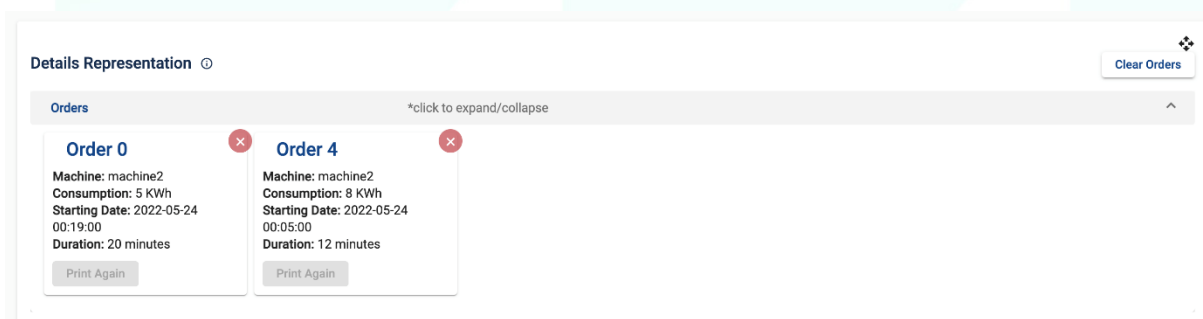 Details Representation
Clear Orders
Orders
*click to expand/collapse
Order 0
Machine: machine2
Consumption: 5 KWh
Starting Date: 2022-05-24
00:19:00
Duration: 20 minutes
Print Again
Order 4
Machine: machine2
Consumption: 8 KWh
Starting Date: 2022-05-24
00:05:00
Duration: 12 minutes
Print Again